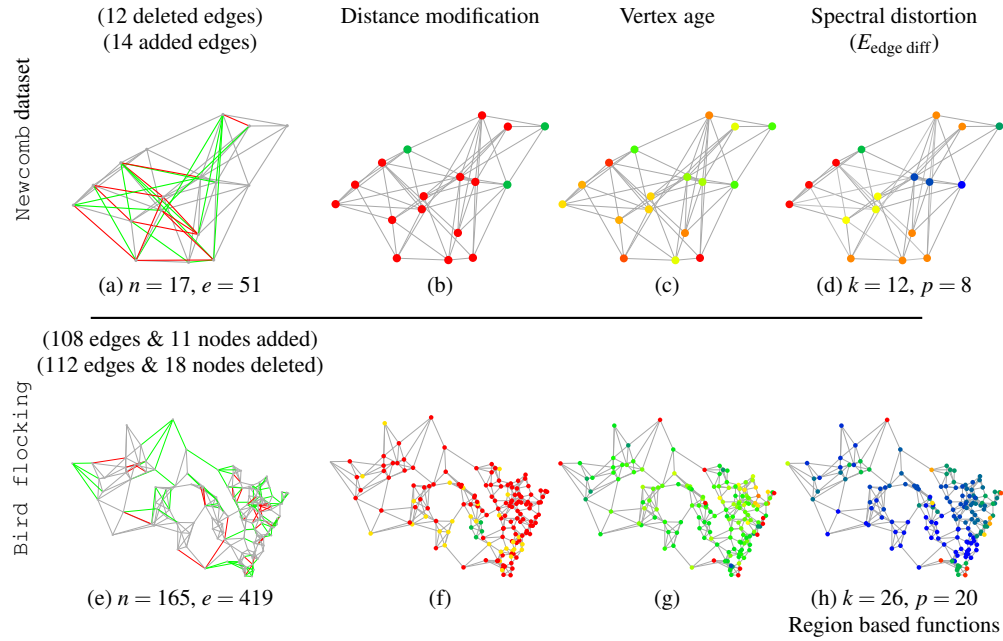 (12 deleted edges)
(14 added edges)
Distance modification
Vertex age
Spectral distortion
(E_edge diff)
Newcomb dataset
(a) n = 17, e = 51
(b)
(c)
(d) k = 12, p = 8
(108 edges & 11 nodes added)
(112 edges & 18 nodes deleted)
Bird flocking
(e) n = 165, e = 419
(f)
(g)
(h) k = 26, p = 20
Region based functions